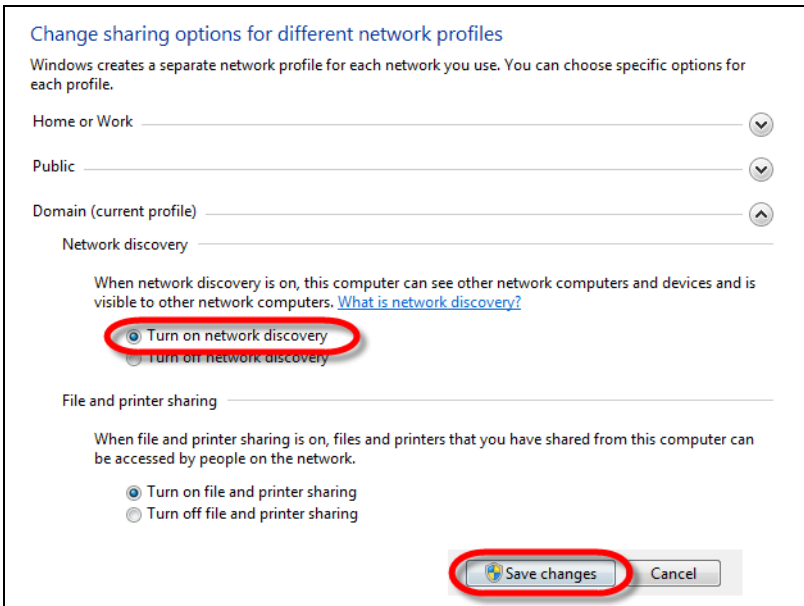 Change sharing options for different network profiles
Windows creates a separate network profile for each network you use. You can choose specific options for
each profile.
Home or Work
Public
Domain (current profile)
Network discovery
When network discovery is on, this computer can see other network computers and devices and is
visible to other network computers. What is network discovery?
Turn on network discovery
Turn off network discovery
File and printer sharing
When file and printer sharing is on, files and printers that you have shared from this computer can
be accessed by people on the network.
Turn on file and printer sharing
Turn off file and printer sharing
Save changes Cancel